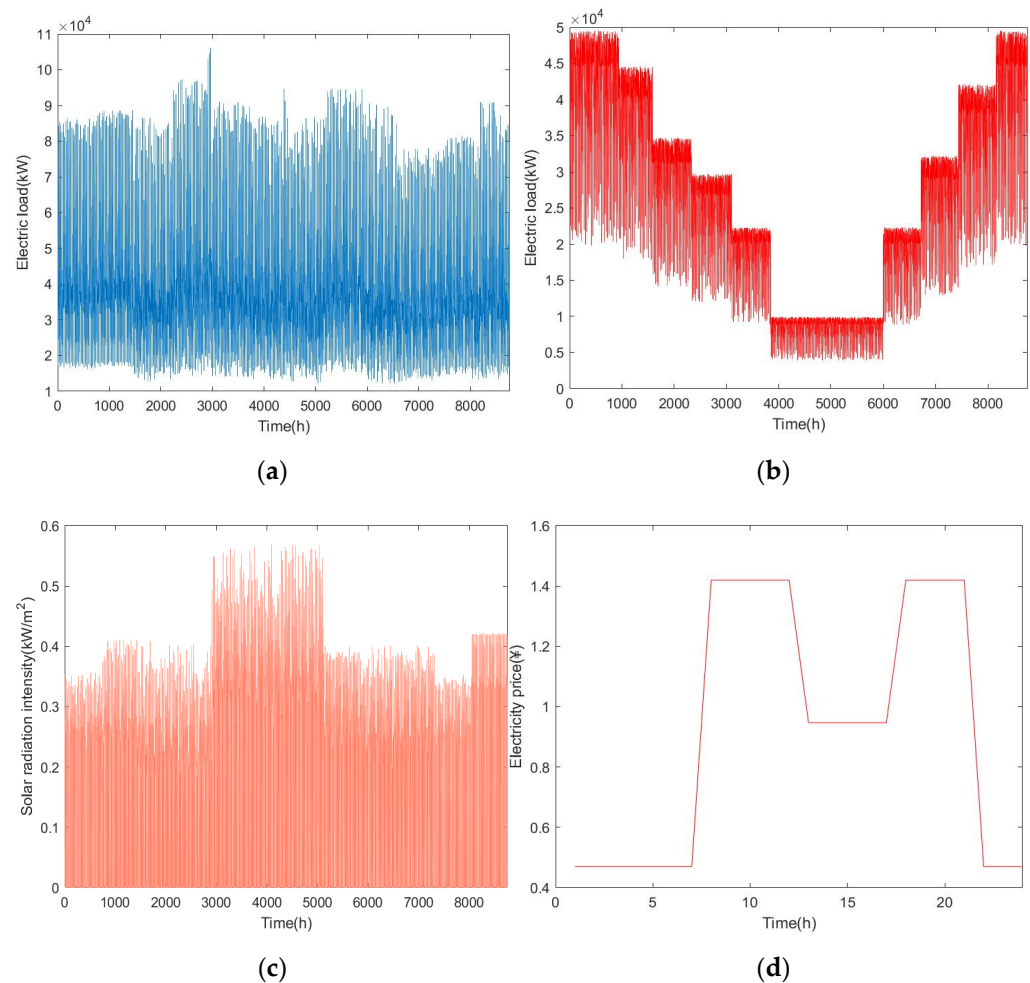 ×10⁴
11
10
9
8
7
6
5
4
3
2
1
0 1000 2000 3000 4000 5000 6000 7000 8000
Electric load(kW)
Time(h)
(a)
×10⁴
5
4.5
4
3.5
3
2.5
2
1.5
1
0.5
0
0 1000 2000 3000 4000 5000 6000 7000 8000
Electric load(kW)
Time(h)
(b)
0.6
0.5
0.4
0.3
0.2
0.1
0
0 1000 2000 3000 4000 5000 6000 7000 8000
Solar radiation intensity(kW/m²)
Time(h)
(c)
1.6
1.4
1.2
1
0.8
0.6
0.4
0 5 10 15 20
Electricity price(¥)
Time(h)
(d)